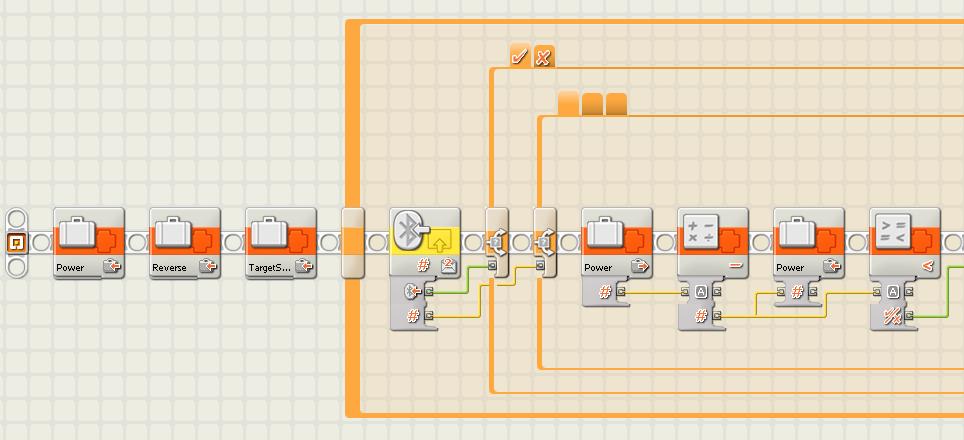 Power
Reverse
TargetS...
#
?
#
Power
#
+ -
× ÷
−
A
#
Power
#
> =
= <
<
A